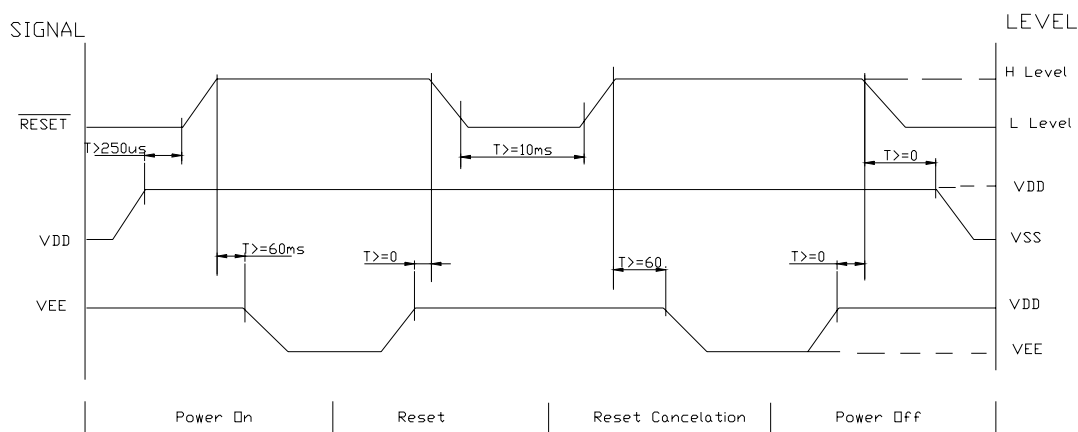 SIGNAL
LEVEL
H Level
RESET
L Level
T>250us
T>=10ms
T>=0
VDD
VDD
VSS
T>=60ms
T>=0
T>=60.
T>=0
VEE
VDD
VEE
Power On
Reset
Reset Cancelation
Power Off